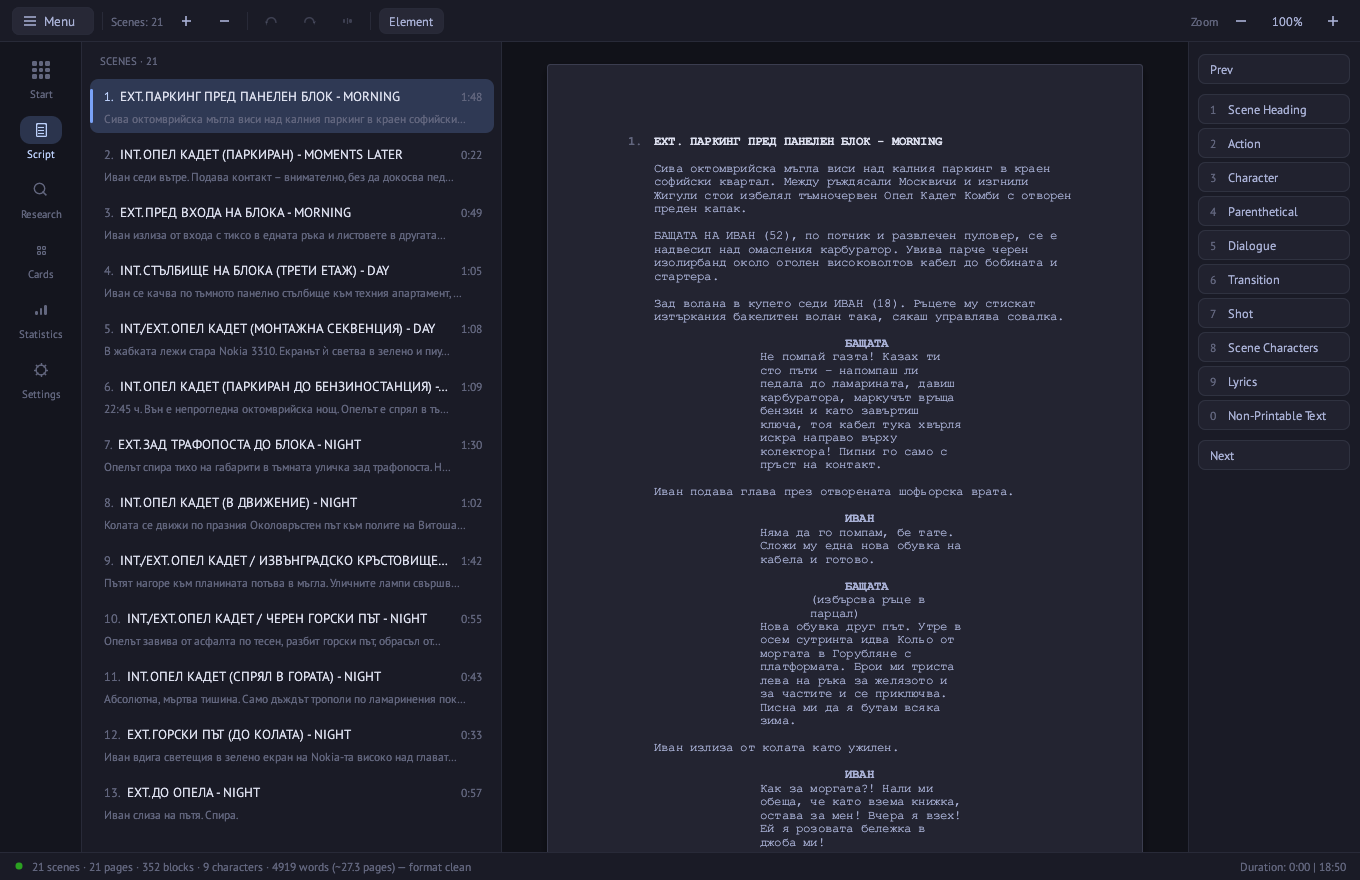 Menu
Scenes: 21
Element
Zoom
100%
Start
Script
Research
Cards
Statistics
Settings
SCENES · 21
1. EXT.ПАРКИНГ ПРЕД ПАНЕЛЕН БЛОК - MORNING 1:48
Сива октомврийска мъгла виси над калния паркинг в краен софийски...
2. INT.ОПЕЛ КАДЕТ (ПАРКИРАН) - MOMENTS LATER 0:22
Иван седи вътре. Подава контакт – внимателно, без да докосва пед...
3. EXT.ПРЕД ВХОДА НА БЛОКА - MORNING 0:49
Иван излиза от входа с тиксо в едната ръка и листовете в другата...
4. INT.СТЪЛБИЩЕ НА БЛОКА (ТРЕТИ ЕТАЖ) - DAY 1:05
Иван се качва по тъмното панелно стълбище към техния апартамент, ...
5. INT./EXT.ОПЕЛ КАДЕТ (МОНТАЖНА СЕКВЕНЦИЯ) - DAY 1:08
В жабката лежи стара Nokia 3310. Екранът ѝ светва в зелено и пиу...
6. INT.ОПЕЛ КАДЕТ (ПАРКИРАН ДО БЕНЗИНОСТАНЦИЯ) -... 1:09
22:45 ч. Вън е непрогледна октомврийска нощ. Опелът е спрял в тъ...
7. EXT.ЗАД ТРАФОПОСТА ДО БЛОКА - NIGHT 1:30
Опелът спира тихо на габарити в тъмната уличка зад трафопоста. Н...
8. INT.ОПЕЛ КАДЕТ (В ДВИЖЕНИЕ) - NIGHT 1:02
Колата се движи по празния Околовръстен път към полите на Витоша...
9. INT./EXT.ОПЕЛ КАДЕТ / ИЗВЪНГРАДСКО КРЪСТОВИЩЕ... 1:42
Пътят нагоре към планината потъва в мъгла. Уличните лампи свършв...
10. INT./EXT.ОПЕЛ КАДЕТ / ЧЕРЕН ГОРСКИ ПЪТ - NIGHT 0:55
Опелът завива от асфалта по тесен, разбит горски път, обрасъл от...
11. INT.ОПЕЛ КАДЕТ (СПРЯЛ В ГОРАТА) - NIGHT 0:43
Абсолютна, мъртва тишина. Само дъждът трополи по ламаринения пок...
12. EXT.ГОРСКИ ПЪТ (ДО КОЛАТА) - NIGHT 0:33
Иван вдига светещия в зелено екран на Nokia-та високо над глават...
13. EXT.ДО ОПЕЛА - NIGHT 0:57
Иван слиза на пътя. Спира.
1. EXT. ПАРКИНГ ПРЕД ПАНЕЛЕН БЛОК - MORNING
Сива октомврийска мъгла виси над калния паркинг в краен
софийски квартал. Между ръждясали Москвичи и изгнили
Жигули стои избелял тъмночервен Опел Кадет Комби с отворен
преден капак.
БАЩАТА НА ИВАН (52), по потник и развлечен пуловер, се е
надвесил над омасления карбуратор. Увива парче черен
изолирбанд около оголен високоволтов кабел до бобината и
стартера.
Зад волана в купето седи ИВАН (18). Ръцете му стискат
изтъркания бакелитен волан така, сякаш управлява совалка.
БАЩАТА
Не помпай газта! Казах ти
сто пъти – напомпаш ли
педала до ламарината, давиш
карбуратора, маркучът връща
бензин и като завъртиш
ключа, тоя кабел тука хвърля
искра направо върху
колектора! Пипни го само с
пръст на контакт.
Иван подава глава през отворената шофьорска врата.
ИВАН
Няма да го помпам, бе тате.
Сложи му една нова обувка на
кабела и готово.
БАЩАТА
(избърсва ръце в
парцал)
Нова обувка друг път. Утре в
осем сутринта идва Кольо от
моргата в Горубляне с
платформата. Брои ми триста
лева на ръка за желязото и
за частите и се приключва.
Писна ми да я бутам всяка
зима.
Иван излиза от колата като ужилен.
ИВАН
Как за моргата?! Нали ми
обеща, че като взема книжка,
остава за мен! Вчера я взех!
Ей я розовата бележка в
джоба ми!
Prev
1 Scene Heading
2 Action
3 Character
4 Parenthetical
5 Dialogue
6 Transition
7 Shot
8 Scene Characters
9 Lyrics
0 Non-Printable Text
Next
21 scenes · 21 pages · 352 blocks · 9 characters · 4919 words (~27.3 pages) — format clean
Duration: 0:00 | 18:50